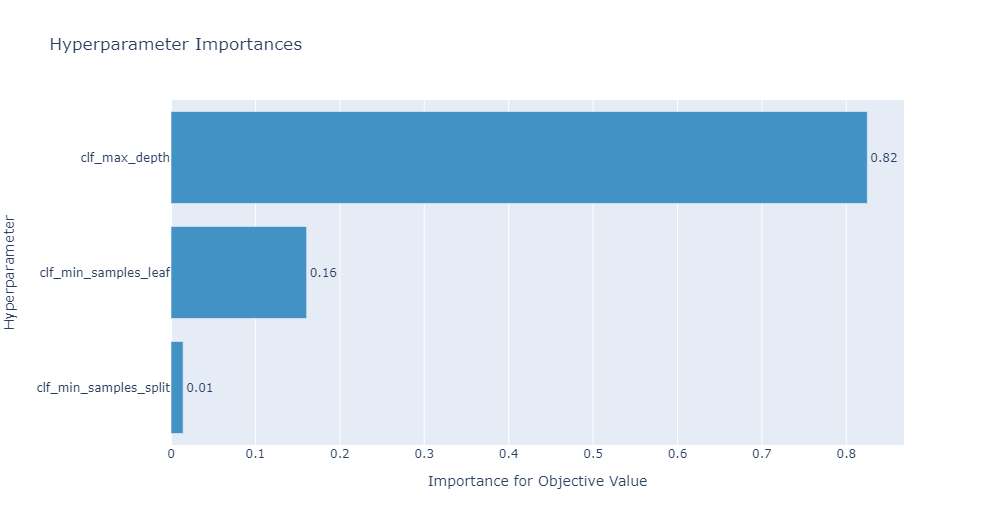 Hyperparameter Importances
Hyperparameter
clf_max_depth
0.82
clf_min_samples_leaf
0.16
clf_min_samples_split
0.01
0 0.1 0.2 0.3 0.4 0.5 0.6 0.7 0.8
Importance for Objective Value